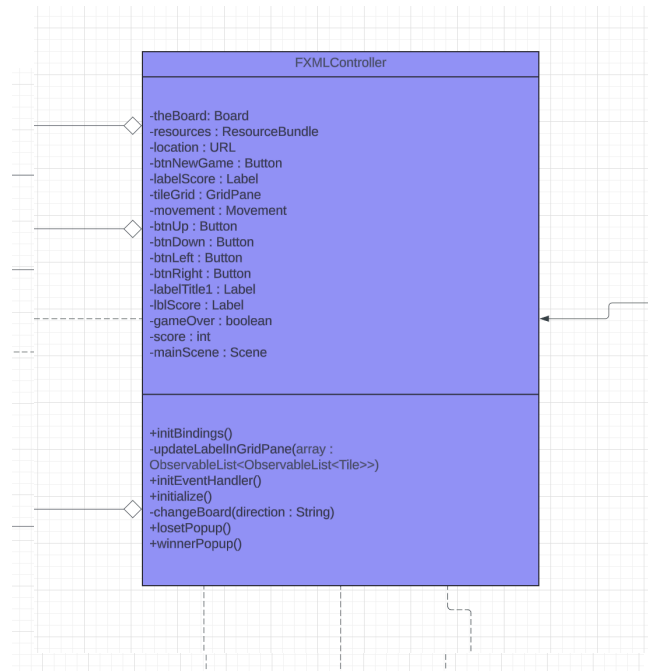 FXMLController
-theBoard: Board
-resources : ResourceBundle
-location : URL
-btnNewGame : Button
-labelScore : Label
-tileGrid : GridPane
-movement : Movement
-btnUp : Button
-btnDown : Button
-btnLeft : Button
-btnRight : Button
-labelTitle1 : Label
-lblScore : Label
-gameOver : boolean
-score : int
-mainScene : Scene
+initBindings()
-updateLabelInGridPane(array :
ObservableList<ObservableList<Tile>>)
+initEventHandler()
+initialize()
-changeBoard(direction : String)
+losetPopup()
+winnerPopup()